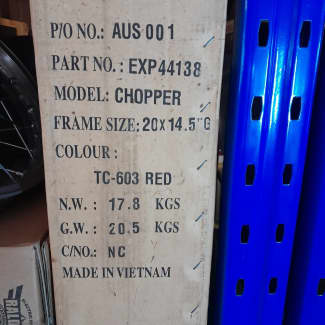 P/O NO.: AUS 001
PART NO.: EXP44138
MODEL: CHOPPER
FRAME SIZE: 20 x 14.5"G
COLOUR :
TC-603 RED
N.W. : 17.8 KGS
G.W. : 20.5 KGS
C/NO.: NC
MADE IN VIETNAM